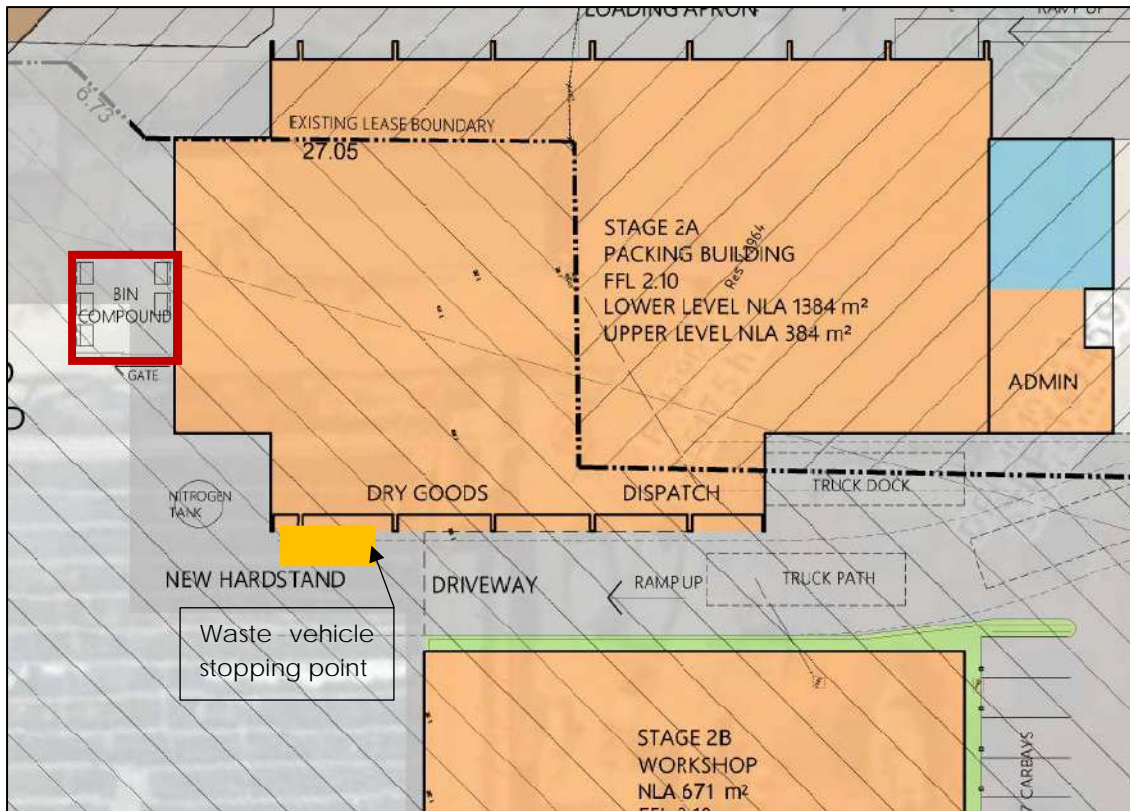 LOADING APRON
RAMP UP
6.73
EXISTING LEASE BOUNDARY
27.05
STAGE 2A
PACKING BUILDING
FFL 2.10
LOWER LEVEL NLA 1384 m²
UPPER LEVEL NLA 384 m²
BIN
COMPOUND
GATE
ADMIN
NITROGEN
TANK
DRY GOODS
DISPATCH
TRUCK DOCK
NEW HARDSTAND
DRIVEWAY
RAMP UP
TRUCK PATH
Waste vehicle
stopping point
STAGE 2B
WORKSHOP
NLA 671 m²
CARBAYS